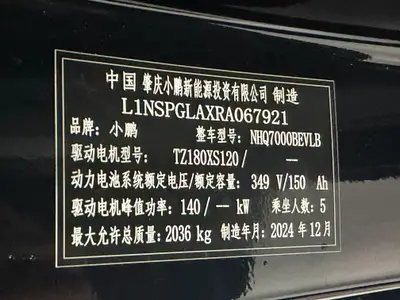 中国 肇庆小鹏新能源投资有限公司 制造
L1NSPGLAXRA067921
品牌：小鹏 整车型号：NHQ7000BEVLB
驱动电机型号： TZ180XS120/ —
动力电池系统额定电压/额定容量： 349 V/150 Ah
驱动电机峰值功率：140/— kW 乘坐人数：5
最大允许总质量：2036 kg 制造年月：2024 年 12月